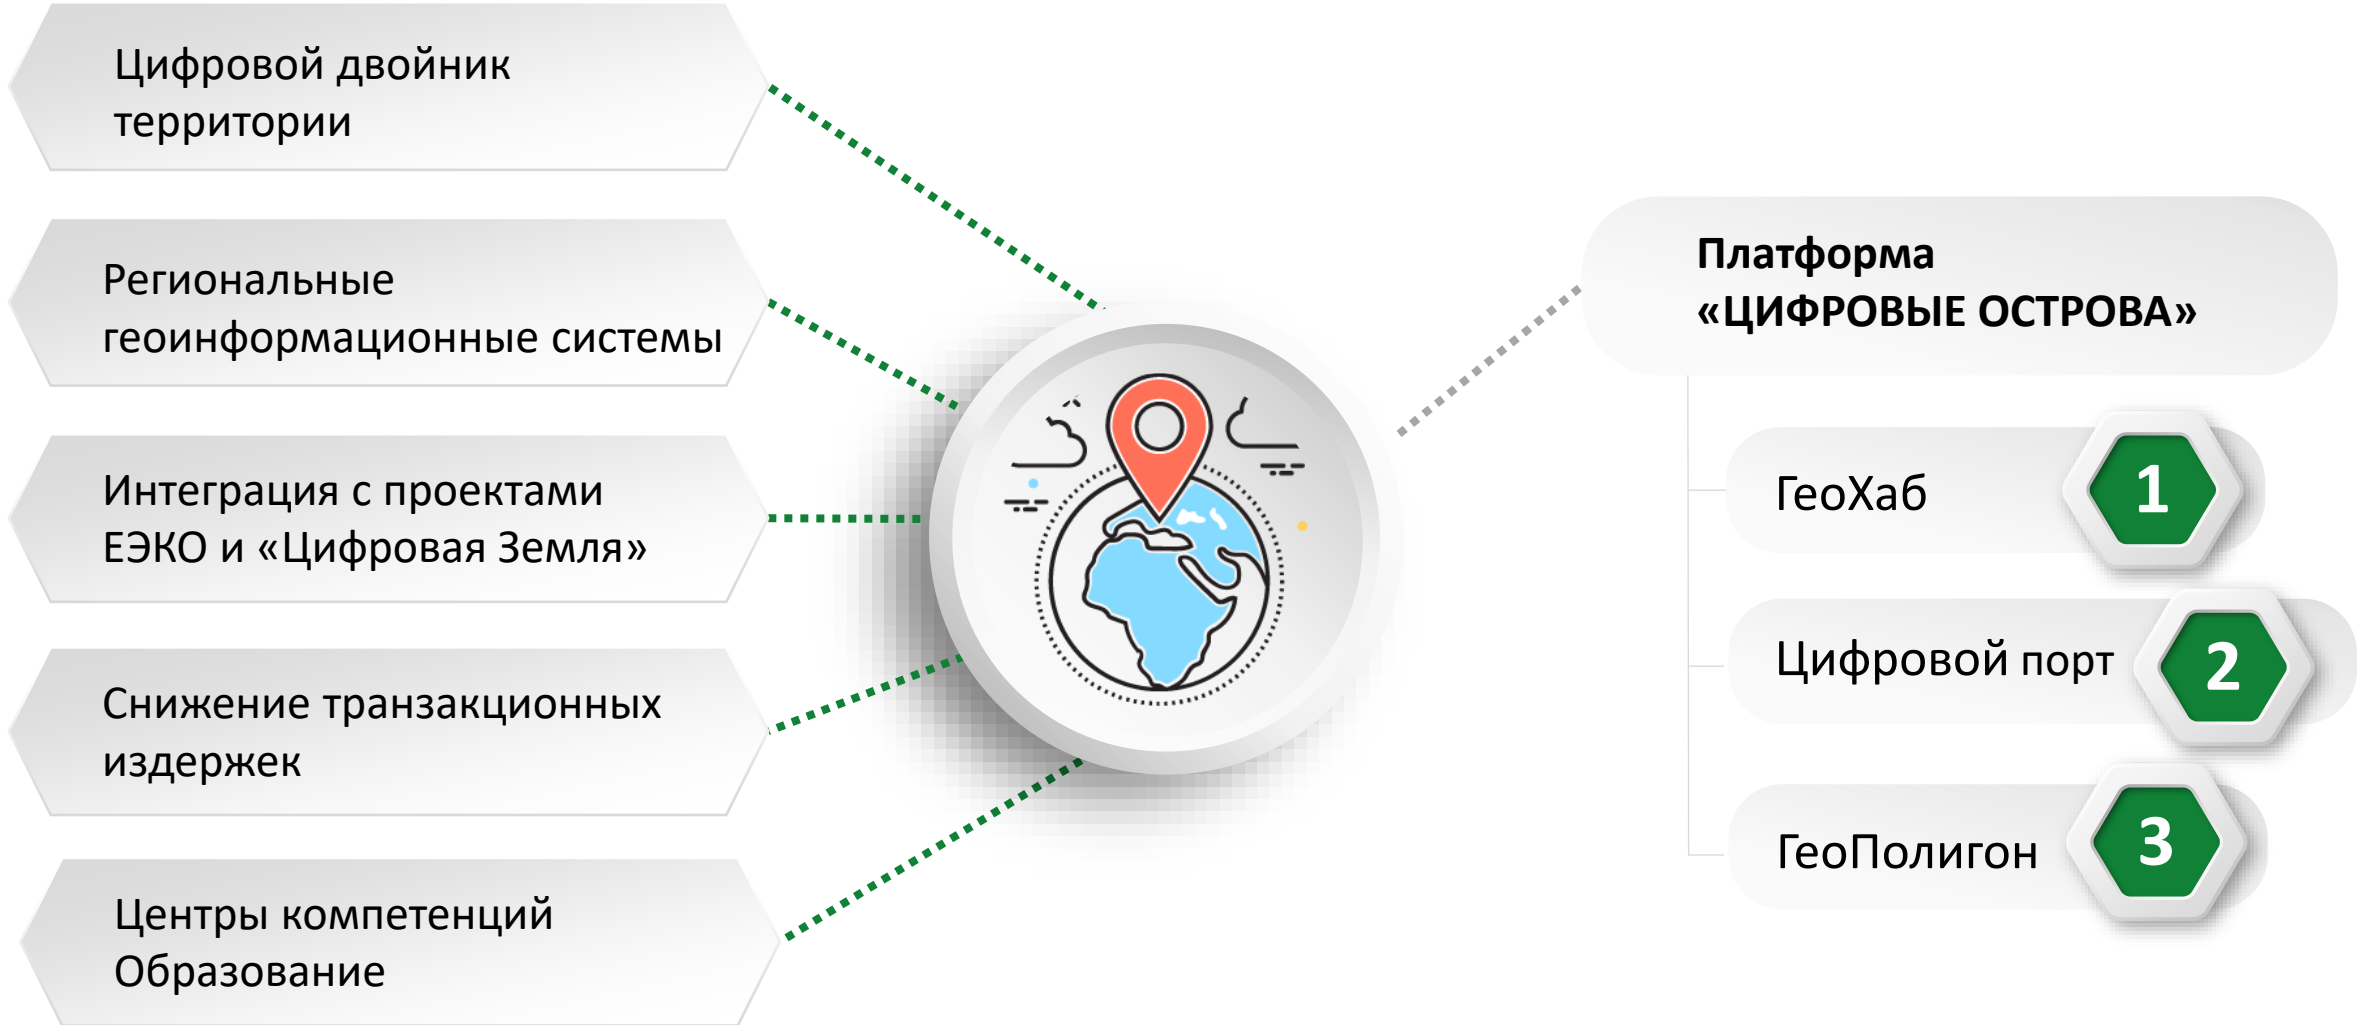 Цифровой двойник
территории
Региональные
геоинформационные системы
Интеграция с проектами
ЕЭКО и «Цифровая Земля»
Снижение транзакционных
издержек
Центры компетенций
Образование
Платформа
«ЦИФРОВЫЕ ОСТРОВА»
ГеоХаб 1
Цифровой порт 2
ГеоПолигон 3